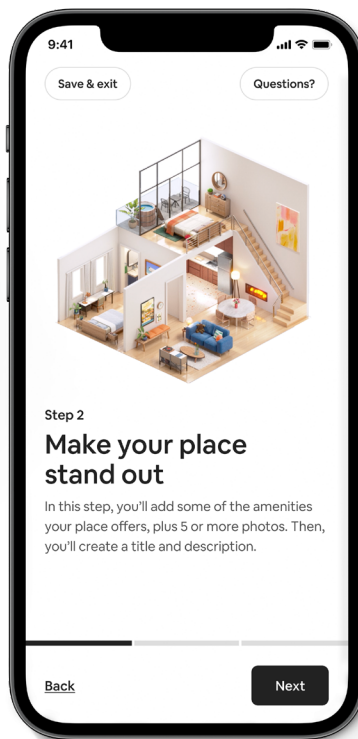 9:41
Save & exit
Questions?
Step 2
Make your place
stand out
In this step, you'll add some of the amenities
your place offers, plus 5 or more photos. Then,
you'll create a title and description.
Back
Next